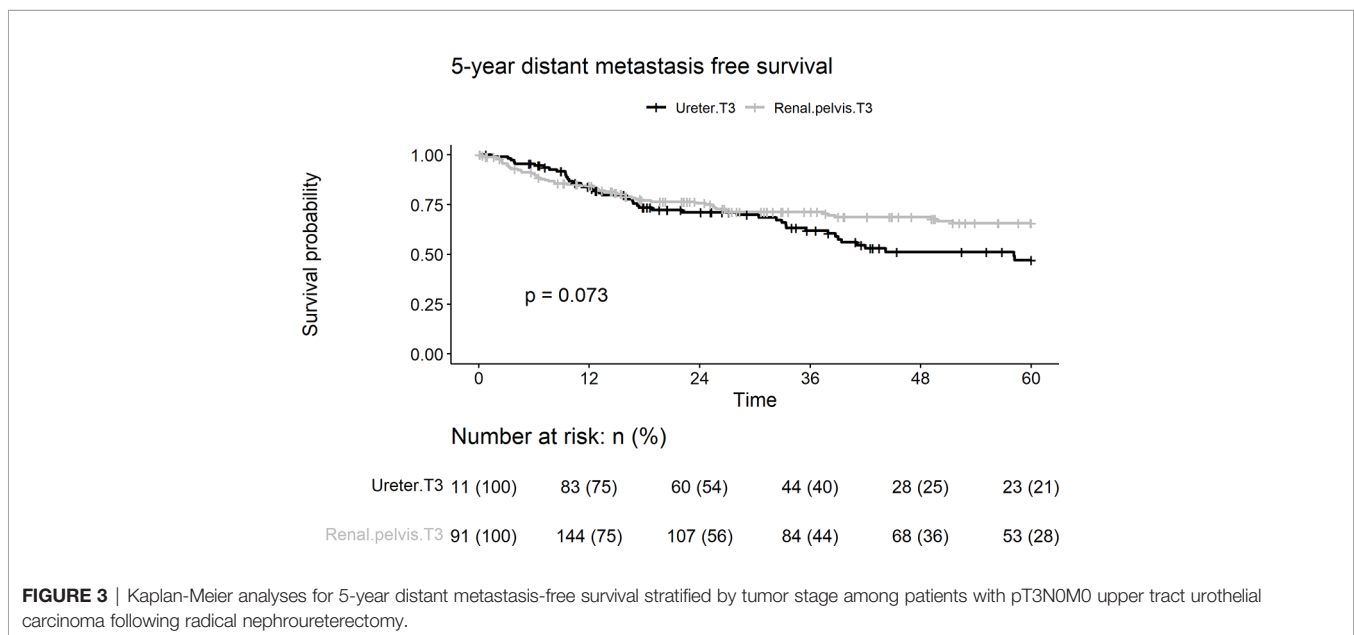 5-year distant metastasis free survival
Ureter.T3 Renal.pelvis.T3
Survival probability
1.00
0.75
0.50
0.25
0.00
p = 0.073
0 12 24 36 48 60
Time
Number at risk: n (%)
Ureter.T3 11 (100) 83 (75) 60 (54) 44 (40) 28 (25) 23 (21)
Renal.pelvis.T3 91 (100) 144 (75) 107 (56) 84 (44) 68 (36) 53 (28)
FIGURE 3 | Kaplan-Meier analyses for 5-year distant metastasis-free survival stratified by tumor stage among patients with pT3N0M0 upper tract urothelial
carcinoma following radical nephroureterectomy.